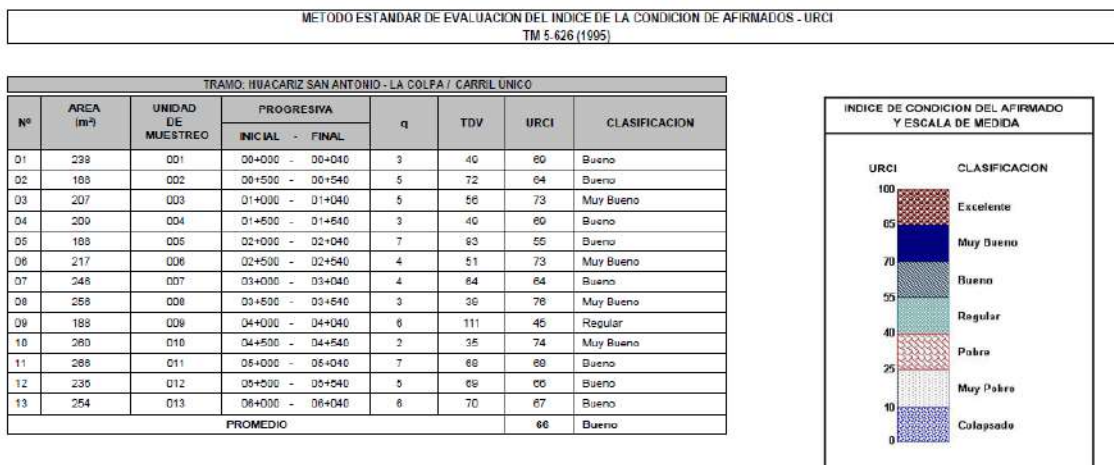 METODO ESTANDAR DE EVALUACION DEL INDICE DE LA CONDICION DE AFIRMADOS - URCI
TM 5-626 (1995)
TRAMO: HUACARIZ SAN ANTONIO - LA COLPA / CARRIL UNICO
Nº AREA (m²) UNIDAD DE MUESTREO PROGRESIVA INICIAL - FINAL q TDV URCI CLASIFICACION
01 238 001 00+000 - 00+040 3 49 69 Bueno
02 188 002 00+500 - 00+540 5 72 64 Bueno
03 207 003 01+000 - 01+040 5 56 73 Muy Bueno
04 209 004 01+500 - 01+540 3 49 69 Bueno
05 188 005 02+000 - 02+040 7 93 55 Bueno
06 217 006 02+500 - 02+540 4 51 73 Muy Bueno
07 246 007 03+000 - 03+040 4 64 64 Bueno
08 256 008 03+500 - 03+540 3 39 76 Muy Bueno
09 188 009 04+000 - 04+040 6 111 45 Regular
10 260 010 04+500 - 04+540 2 35 74 Muy Bueno
11 266 011 05+000 - 05+040 7 68 68 Bueno
12 235 012 05+500 - 05+540 5 69 66 Bueno
13 254 013 06+000 - 06+040 6 70 67 Bueno
PROMEDIO 66 Bueno
INDICE DE CONDICION DEL AFIRMADO
Y ESCALA DE MEDIDA
URCI CLASIFICACION
100
Excelente
85
Muy Bueno
70
Bueno
55
Regular
40
Pobre
25
Muy Pobre
10
Colapsado
0